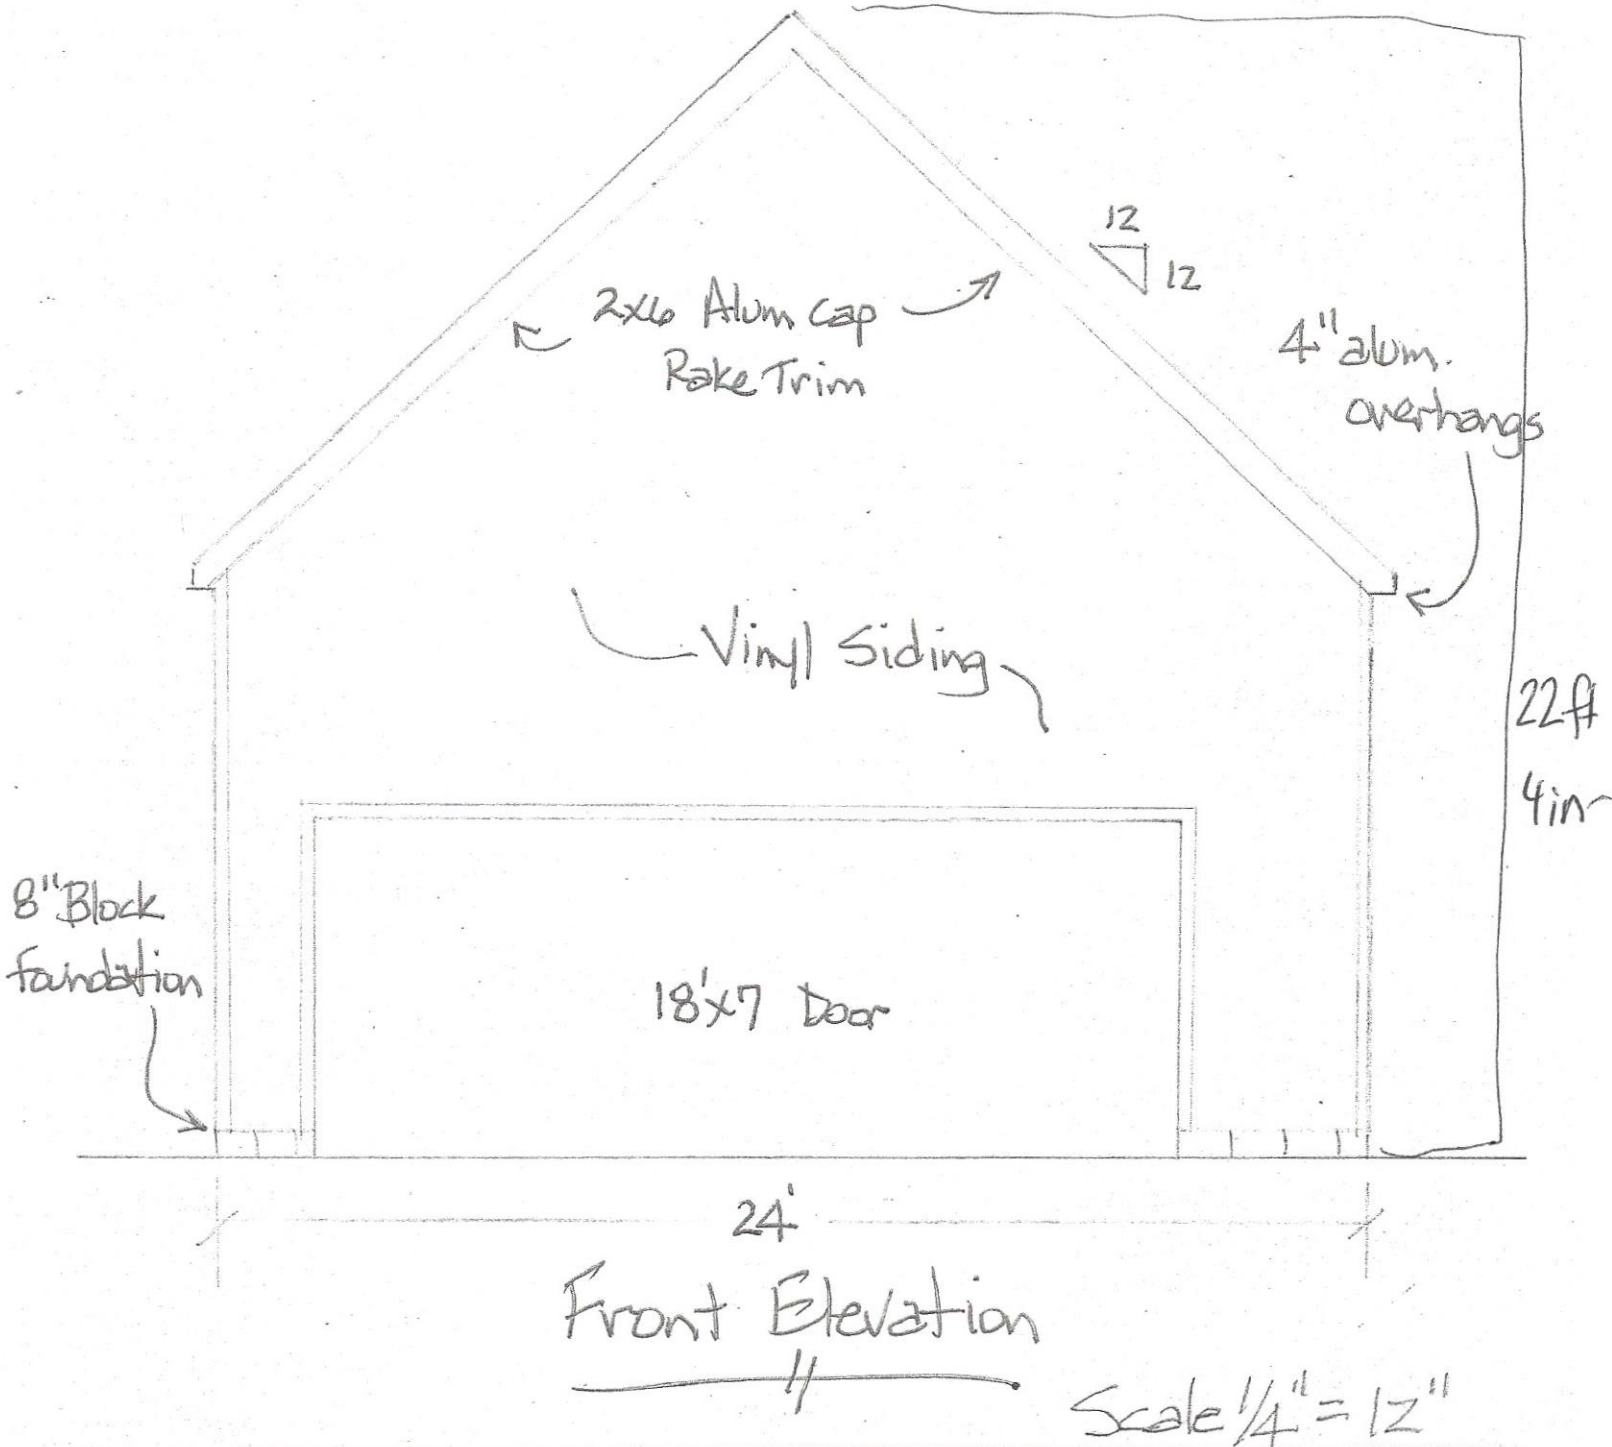 12
12
2x6 Alum Cap
Rake Trim
4" alum.
overhangs
Vinyl Siding
22ft
4in
8" Block
foundation
18'x7 Door
24'
Front Elevation
Scale 1/4" = 12"